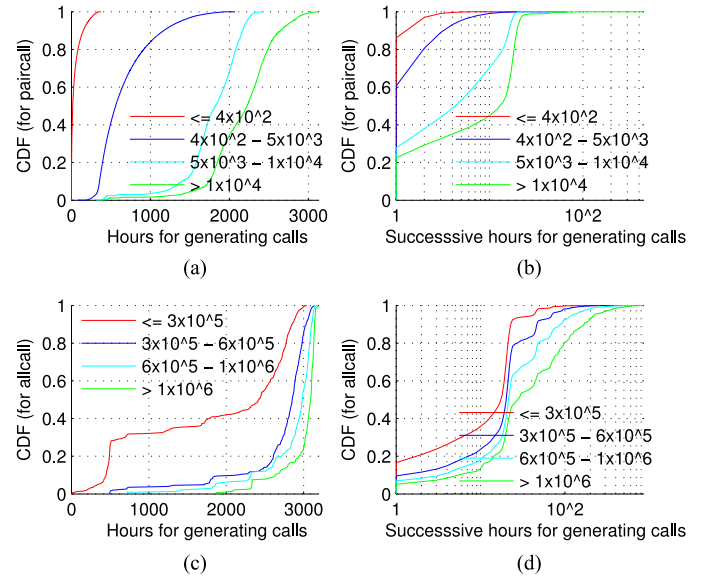 CDF (for paircall)
1
0.8
0.6
0.4
0.2
0
<= 4x10^2
4x10^2 − 5x10^3
5x10^3 − 1x10^4
> 1x10^4
0 1000 2000 3000
Hours for generating calls
(a)
CDF (for paircall)
1
0.8
0.6
0.4
0.2
0
<= 4x10^2
4x10^2 − 5x10^3
5x10^3 − 1x10^4
> 1x10^4
1 10^2
Successsive hours for generating calls
(b)
CDF (for allcall)
1
0.8
0.6
0.4
0.2
0
<= 3x10^5
3x10^5 − 6x10^5
6x10^5 − 1x10^6
> 1x10^6
0 1000 2000 3000
Hours for generating calls
(c)
CDF (for allcall)
1
0.8
0.6
0.4
0.2
0
<= 3x10^5
3x10^5 − 6x10^5
6x10^5 − 1x10^6
> 1x10^6
1 10^2
Successsive hours for generating calls
(d)